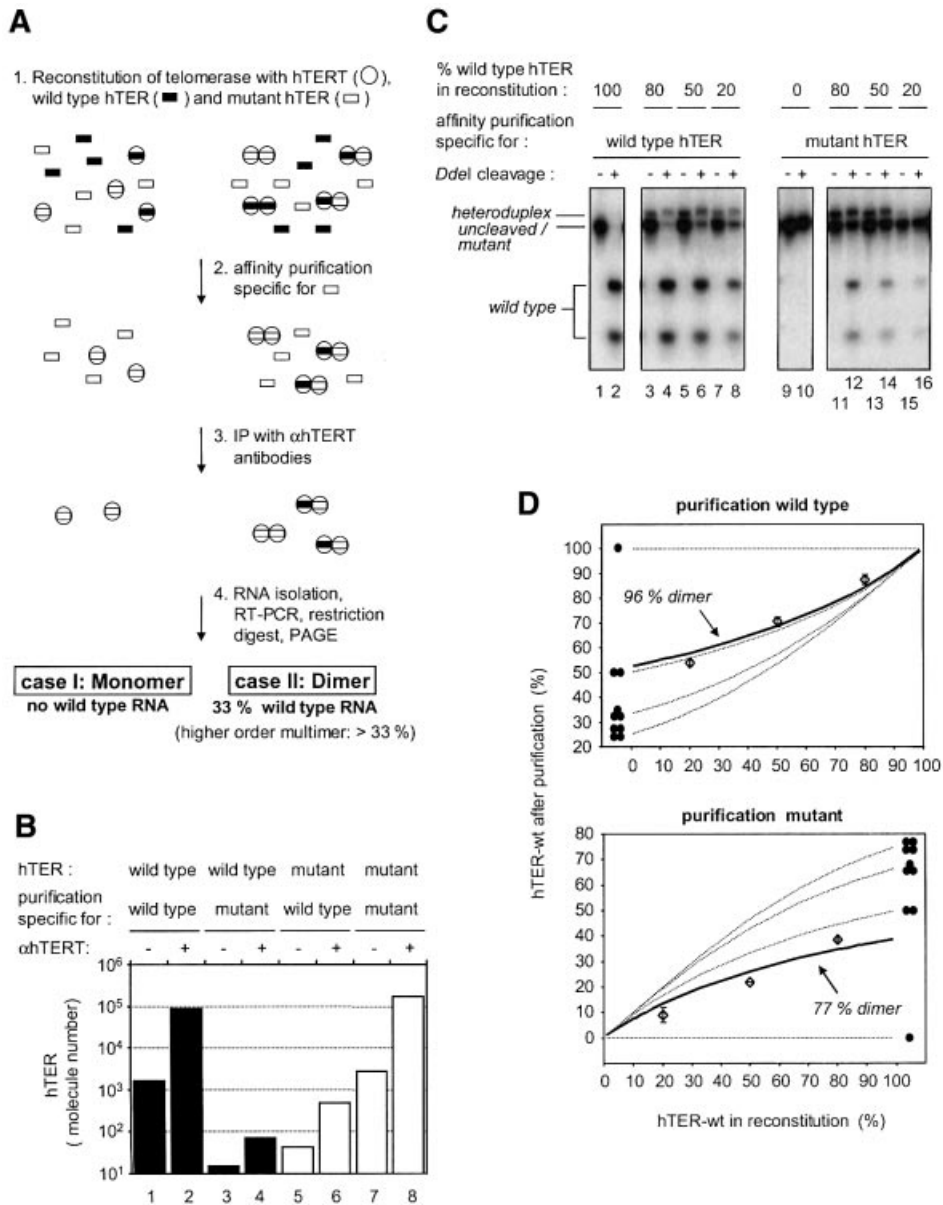 A
1. Reconstitution of telomerase with hTERT ( ),
wild type hTER ( ) and mutant hTER ( )
2. affinity purification
specific for
3. IP with αhTERT
antibodies
4. RNA isolation,
RT-PCR, restriction
digest, PAGE
case I: Monomer
no wild type RNA
case II: Dimer
33 % wild type RNA
(higher order multimer: > 33 %)
B
hTER :
wild type wild type mutant mutant
purification
specific for :
wild type mutant wild type mutant
αhTERT: - + - + - + - +
hTER
( molecule number)
10⁶
10⁵
10⁴
10³
10²
10¹
1 2 3 4 5 6 7 8
C
% wild type hTER
in reconstitution :
100 80 50 20 0 80 50 20
affinity purification
specific for :
wild type hTER mutant hTER
DdeI cleavage : - + - + - + - + - + - + - + - +
heteroduplex
uncleaved /
mutant
wild type
1 2 3 4 5 6 7 8 9 10 12 14 16
11 13 15
D
purification wild type
100
90
80
70
60
50
40
30
20
96 % dimer
0 10 20 30 40 50 60 70 80 90 100
hTER-wt after purification (%)
purification mutant
80
70
60
50
40
30
20
10
0
77 % dimer
0 10 20 30 40 50 60 70 80 90 100
hTER-wt in reconstitution (%)